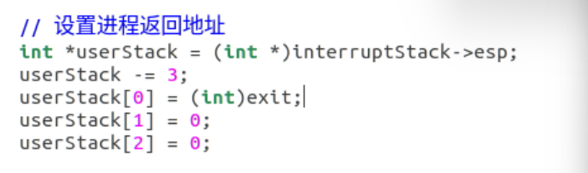 // 设置进程返回地址
int *userStack = (int *)interruptStack->esp;
userStack -= 3;
userStack[0] = (int)exit;
userStack[1] = 0;
userStack[2] = 0;